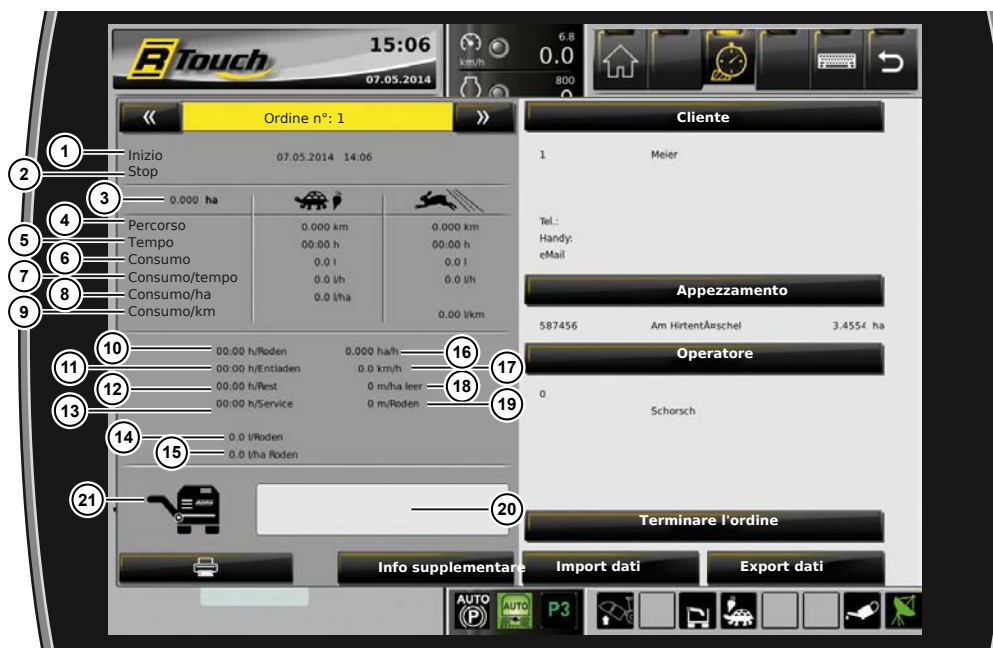 R Touch
15:06
07.05.2014
km/h
6.8
0.0
800
Ordine n°: 1
1
Inizio
07.05.2014 14:06
2
Stop
3
0.000 ha
4
Percorso
0.000 km
0.000 km
5
Tempo
00:00 h
00:00 h
6
Consumo
0.0 l
0.0 l
7
Consumo/tempo
0.0 l/h
0.0 l/h
8
Consumo/ha
0.0 l/ha
9
Consumo/km
0.00 l/km
10
00:00 h/Roden
0.000 ha/h
16
11
00:00 h/Entladen
0.0 km/h
17
12
00:00 h/Rest
0 m/ha leer
18
13
00:00 h/Service
0 m/Roden
19
14
0.0 l/Roden
15
0.0 l/ha Roden
21
20
Info supplementare
Cliente
1 Meier
Tel.:
Handy:
eMail
Appezzamento
587456 Am HirtentÄ¤schel 3.4554 ha
Operatore
0
Schorsch
Terminare l'ordine
Import dati
Export dati
AUTO
(P)
AUTO
P3